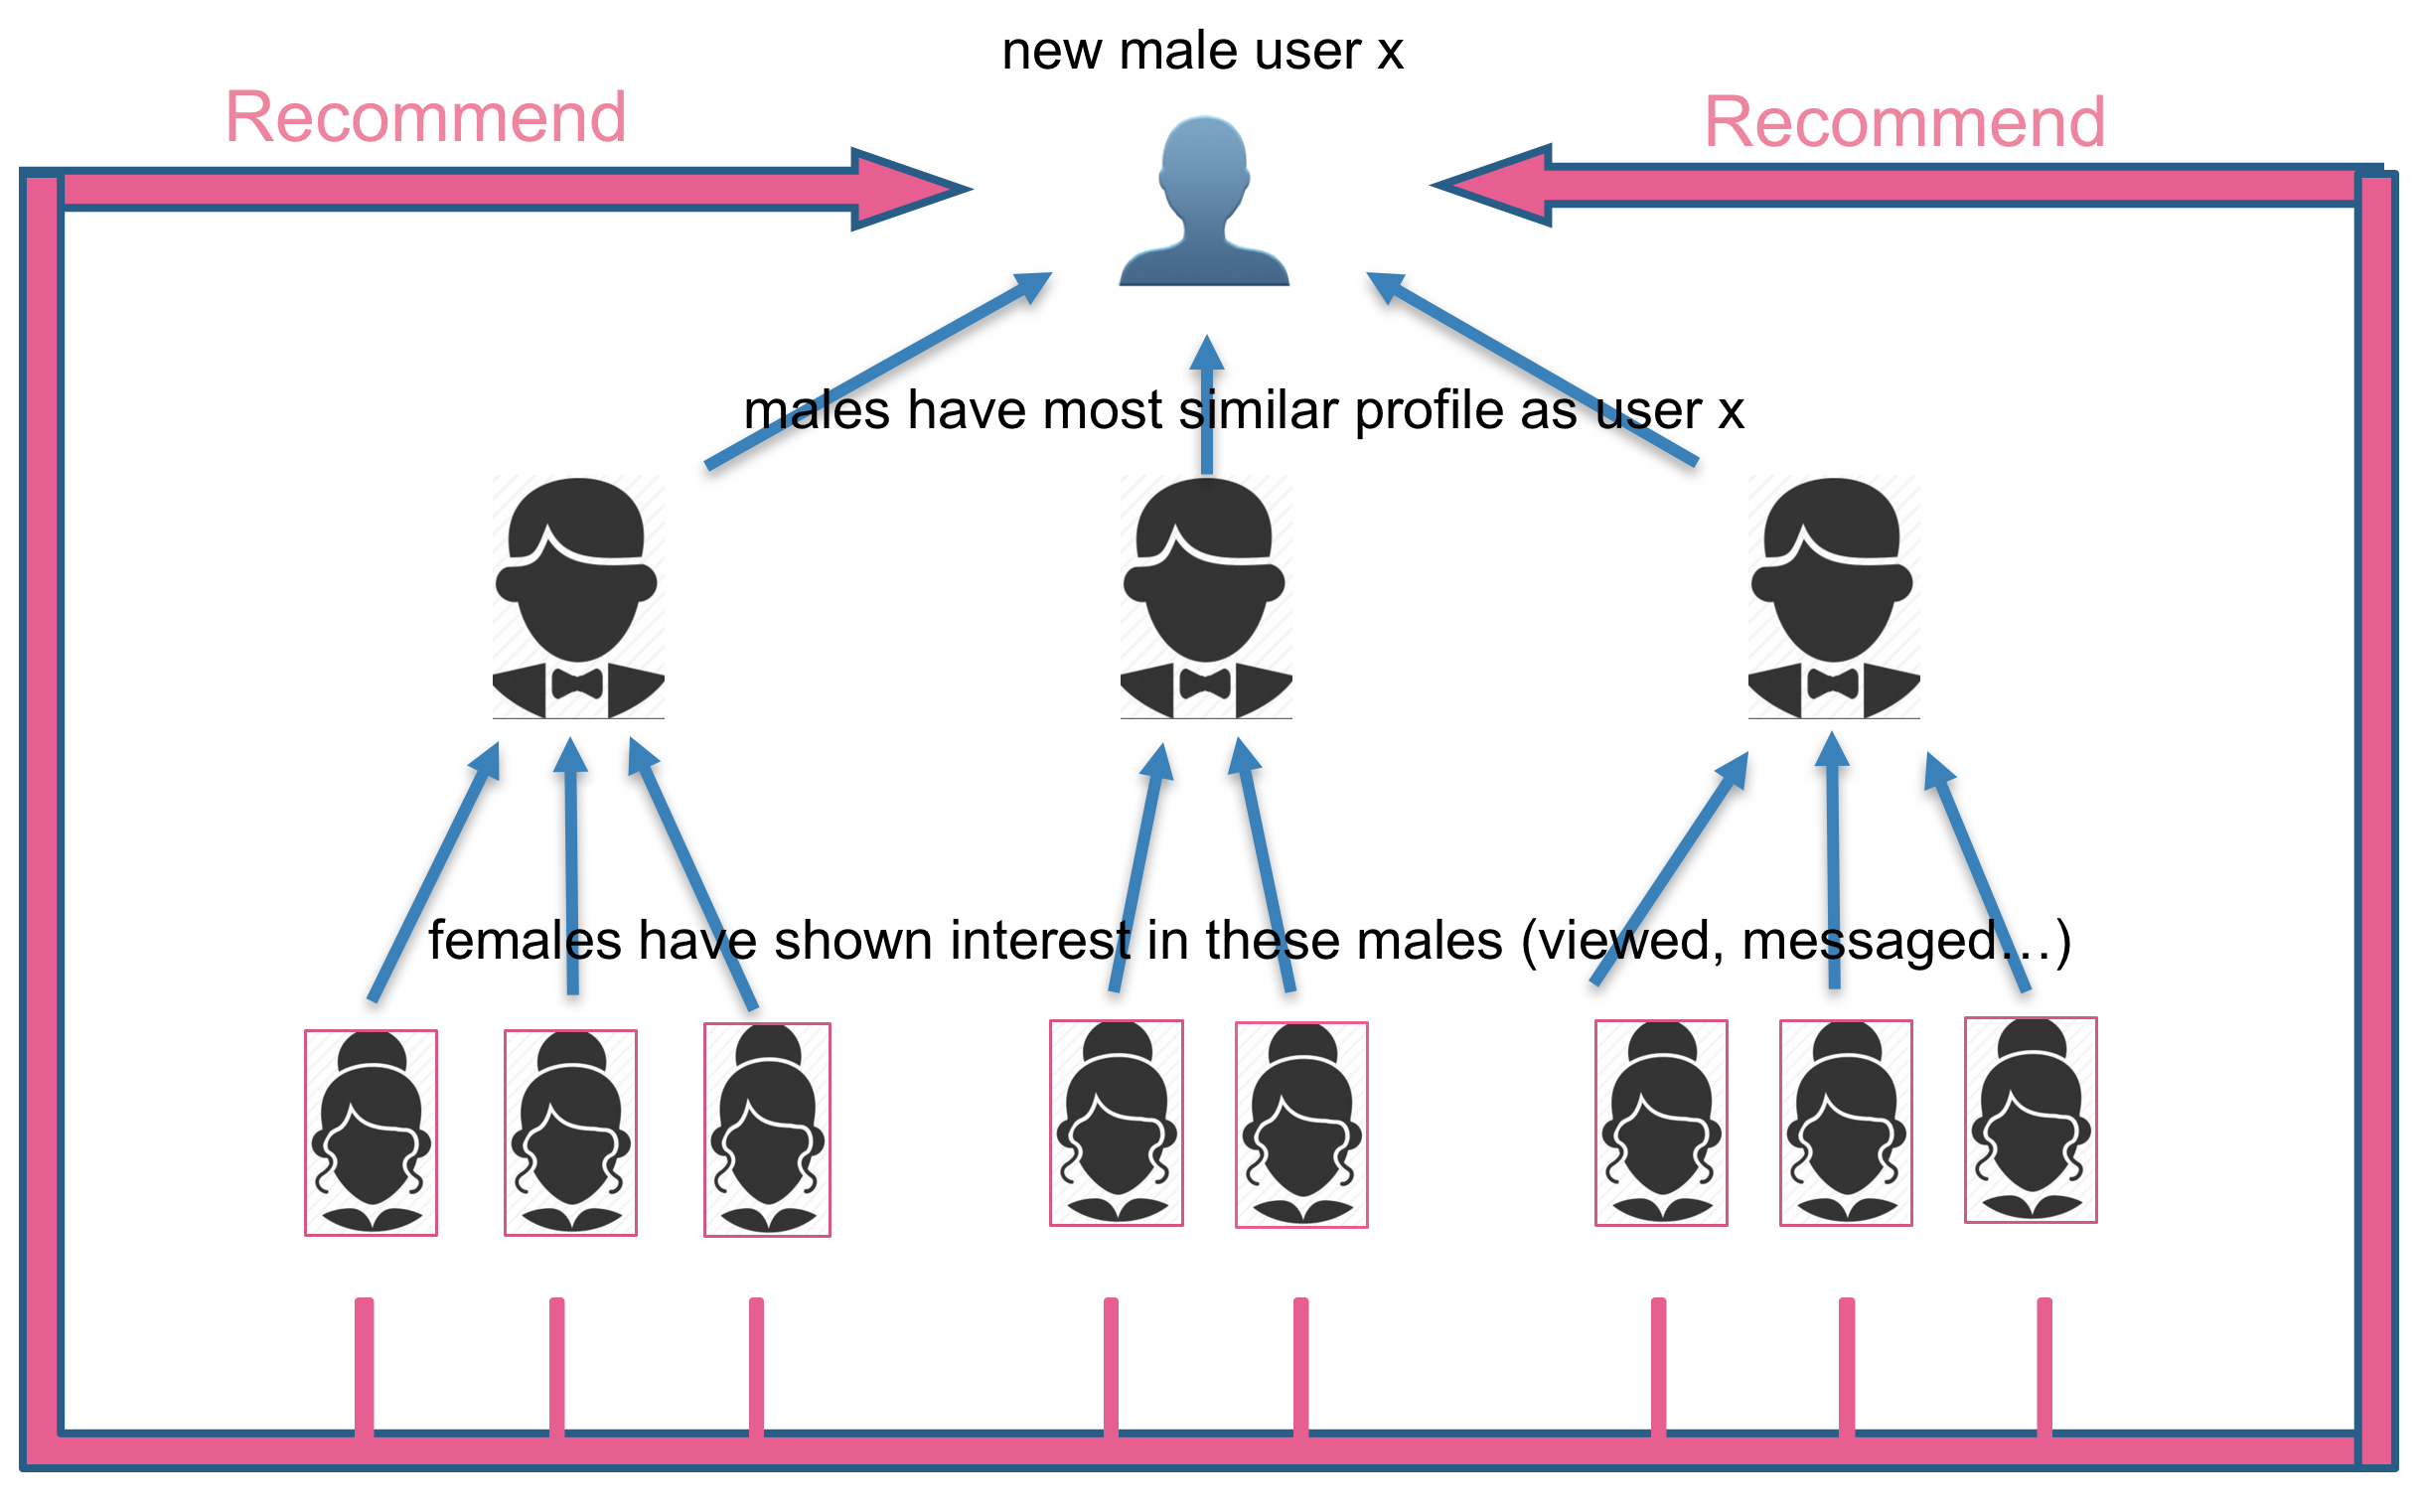 new male user x
Recommend
Recommend
males have most similar profile as user x
females have shown interest in these males (viewed, messaged…)